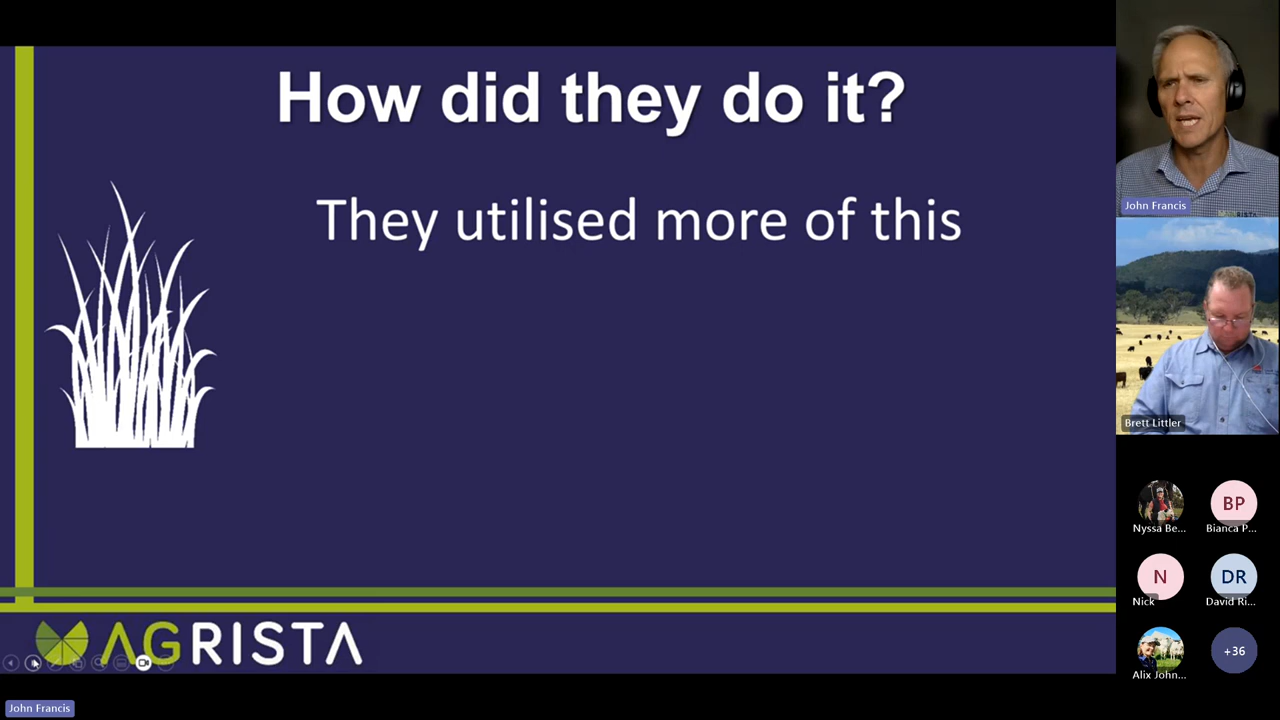 How did they do it?
They utilised more of this
AGRISTA
John Francis
John Francis
Brett Littler
Nyssa Be...
BP
Bianca P...
N
Nick
DR
David Ri...
Alix John...
+36